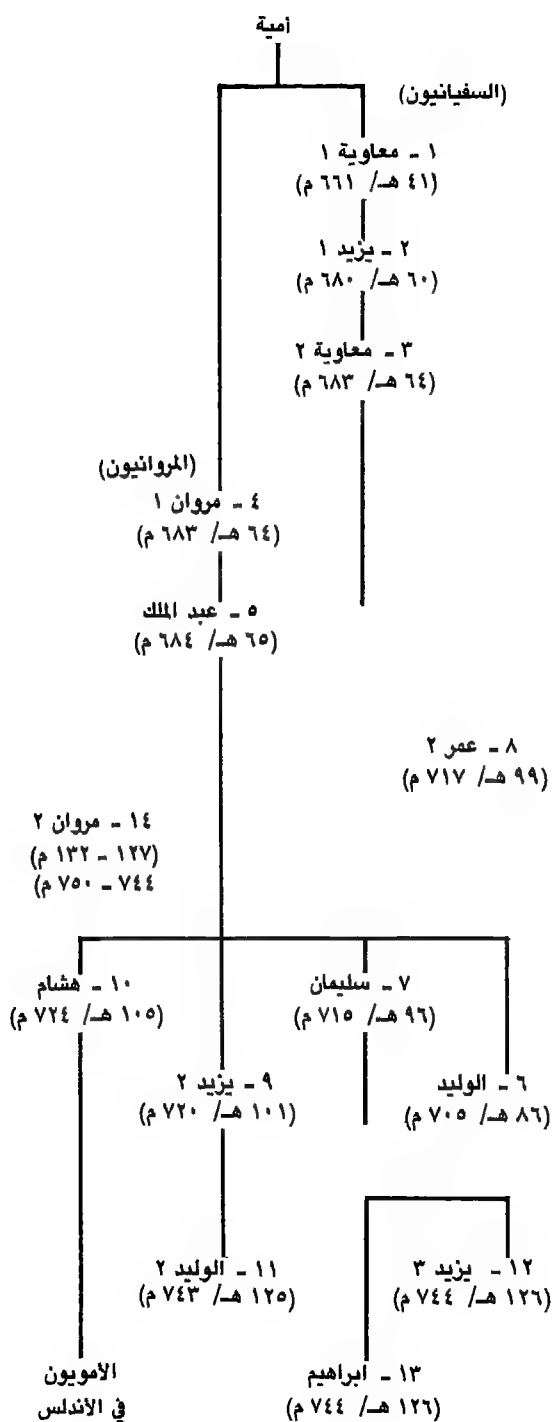 أمية
(السفيانيون)
١ - معاوية ١
(٤١ هـ/ ٦٦١ م)
٢ - يزيد ١
(٦٠ هـ/ ٦٨٠ م)
٣ - معاوية ٢
(٦٤ هـ/ ٦٨٣ م)
(المروانيون)
٤ - مروان ١
(٦٤ هـ/ ٦٨٣ م)
٥ - عبد الملك
(٦٥ هـ/ ٦٨٤ م)
٨ - عمر ٢
(٩٩ هـ/ ٧١٧ م)
١٤ - مروان ٢
(١٢٧ - ١٣٢ م)
٧٤٤ - ٧٥٠ م)
٧ - سليمان
(٩٦ هـ/ ٧١٥ م)
١٠ - هشام
(١٠٥ هـ/ ٧٢٤ م)
٦ - الوليد
(٨٦ هـ/ ٧٠٥ م)
٩ - يزيد ٢
(١٠١ هـ/ ٧٢٠ م)
١٢ - يزيد ٣
(١٢٦ هـ/ ٧٤٤ م)
١١ - الوليد ٢
(١٢٥ هـ/ ٧٤٣ م)
١٣ - ابراهيم
(١٢٦ هـ/ ٧٤٤ م)
الأمويون
في الأندلس